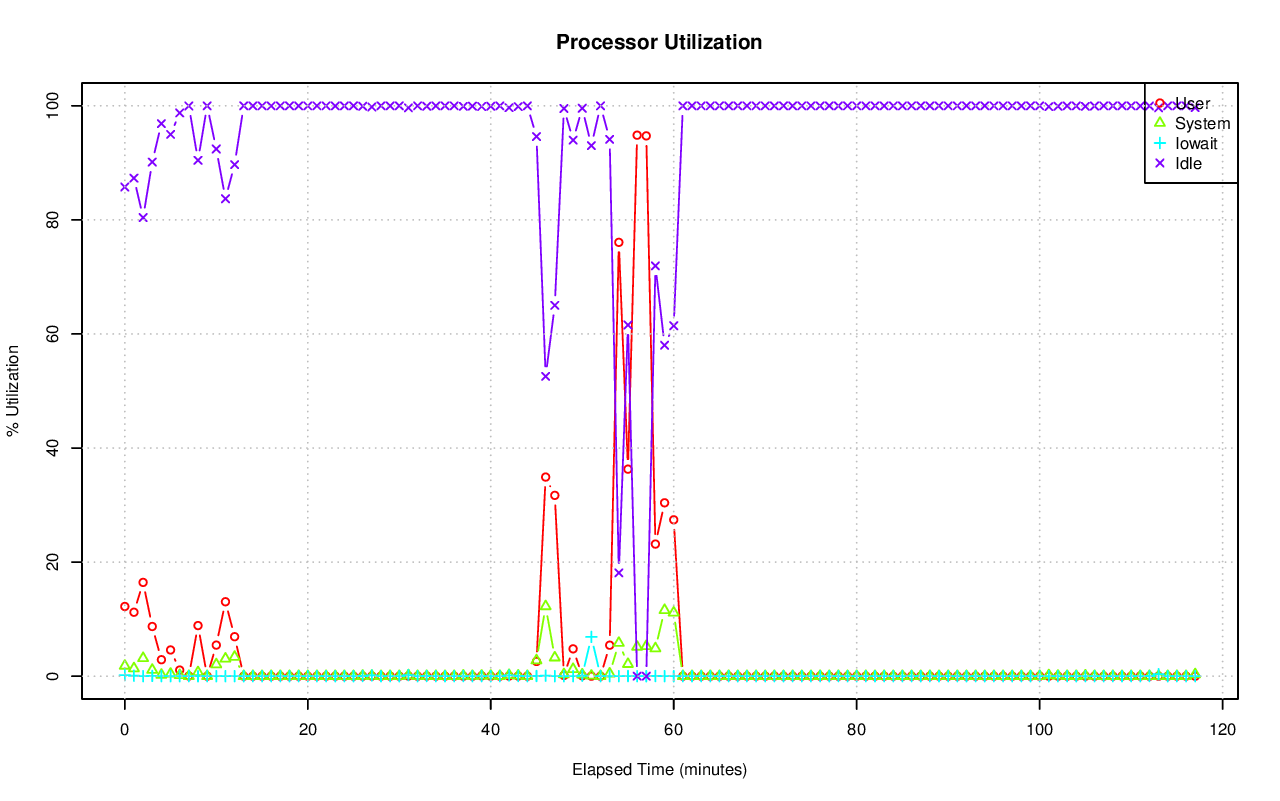 Processor Utilization
100
80
60
40
20
0
% Utilization
User
System
Iowait
Idle
0 20 40 60 80 100 120
Elapsed Time (minutes)